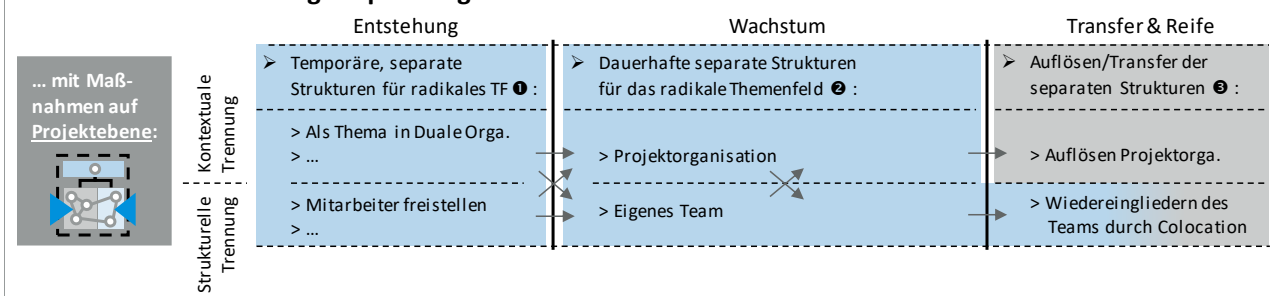 Entstehung
Wachstum
Transfer & Reife
… mit Maß-
nahmen auf
Projektebene:
Kontextuale
Trennung
➢ Temporäre, separate
Strukturen für radikales TF ❶ :
➢ Dauerhafte separate Strukturen
für das radikale Themenfeld ❷ :
➢ Auflösen/Transfer der
separaten Strukturen ❸ :
> Als Thema in Duale Orga.
> …
> Projektorganisation
> Auflösen Projektorga.
Strukturelle
Trennung
> Mitarbeiter freistellen
> …
> Eigenes Team
> Wiedereingliedern des
Teams durch Colocation